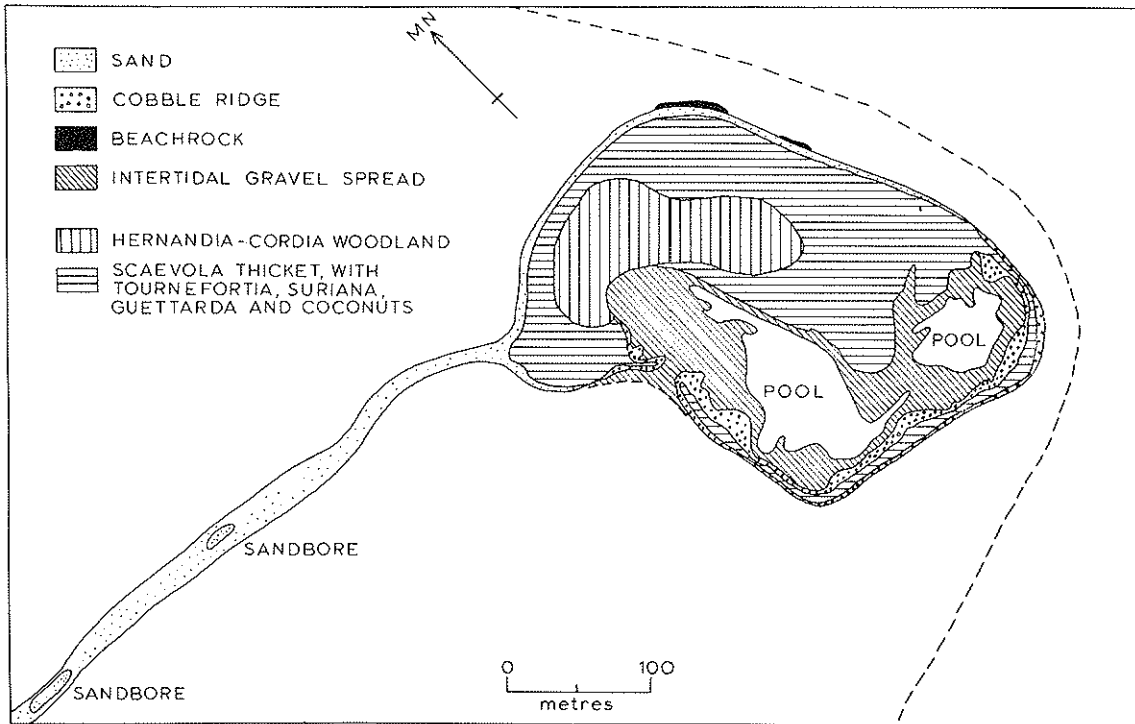 MN
SAND
COBBLE RIDGE
BEACHROCK
INTERTIDAL GRAVEL SPREAD
HERNANDIA-CORDIA WOODLAND
SCAEVOLA THICKET, WITH
TOURNEFORTIA, SURIANA,
GUETTARDA AND COCONUTS
POOL
POOL
SANDBORE
SANDBORE
0 100
metres